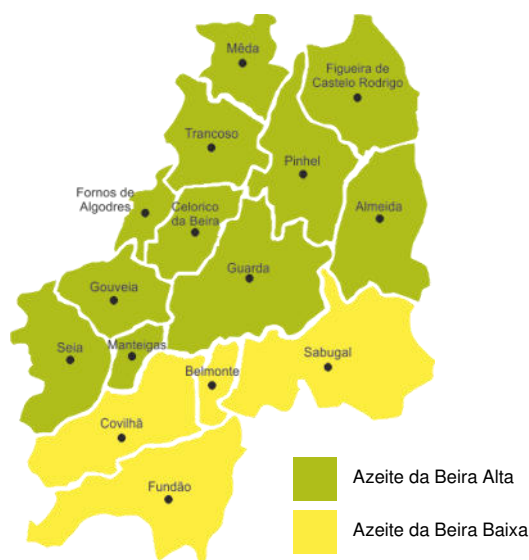 Mêda
Figueira de
Castelo Rodrigo
Trancoso
Pinhel
Fornos de
Algodres
Celorico
da Beira
Almeida
Guarda
Gouveia
Seia
Manteigas
Belmonte
Sabugal
Covilhã
Fundão
Azeite da Beira Alta
Azeite da Beira Baixa